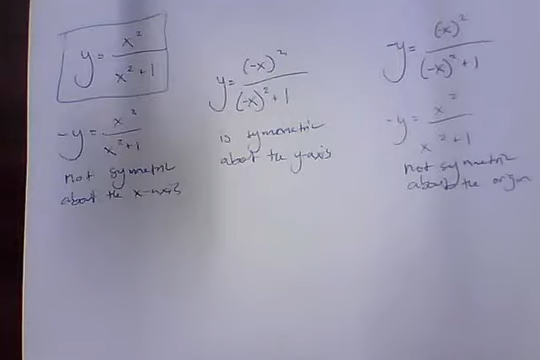 y = x² / (x² + 1)
-y = x² / (x² + 1)
not symmetric
about the x-axis
y = (-x)² / ((-x)² + 1)
is symmetric
about the y-axis
-y = (-x)² / ((-x)² + 1)
-y = x² / (x² + 1)
not symmetric
about the origin